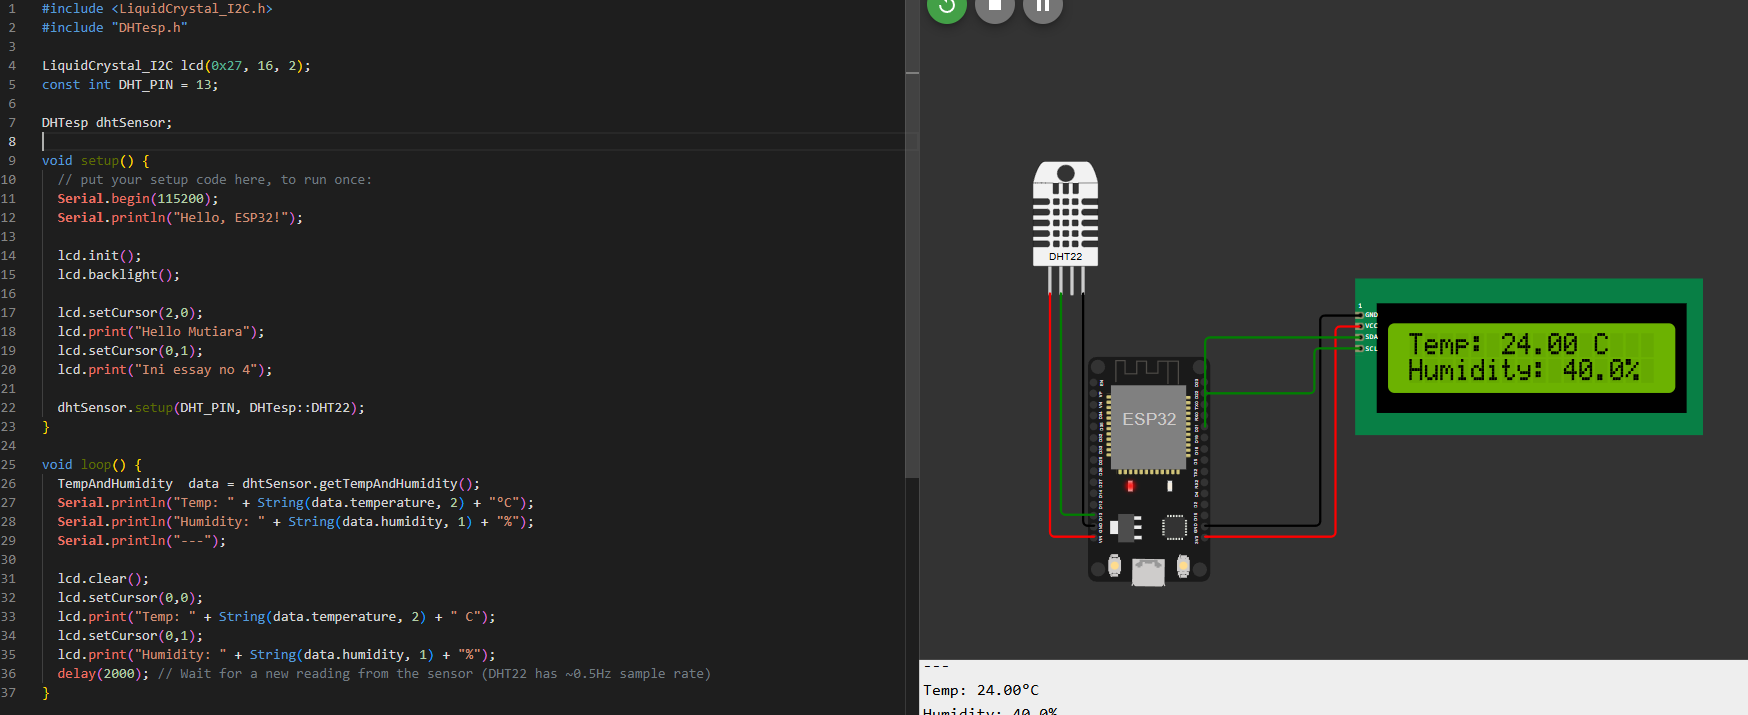 1 #include <LiquidCrystal_I2C.h>
2 #include "DHTesp.h"
3
4 LiquidCrystal_I2C lcd(0x27, 16, 2);
5 const int DHT_PIN = 13;
6
7 DHTesp dhtSensor;
8
9 void setup() {
10   // put your setup code here, to run once:
11   Serial.begin(115200);
12   Serial.println("Hello, ESP32!");
13
14   lcd.init();
15   lcd.backlight();
16
17   lcd.setCursor(2,0);
18   lcd.print("Hello Mutiara");
19   lcd.setCursor(0,1);
20   lcd.print("Ini essay no 4");
21
22   dhtSensor.setup(DHT_PIN, DHTesp::DHT22);
23 }
24
25 void loop() {
26   TempAndHumidity  data = dhtSensor.getTempAndHumidity();
27   Serial.println("Temp: " + String(data.temperature, 2) + "°C");
28   Serial.println("Humidity: " + String(data.humidity, 1) + "%");
29   Serial.println("---");
30
31   lcd.clear();
32   lcd.setCursor(0,0);
33   lcd.print("Temp: " + String(data.temperature, 2) + " C");
34   lcd.setCursor(0,1);
35   lcd.print("Humidity: " + String(data.humidity, 1) + "%");
36   delay(2000); // Wait for a new reading from the sensor (DHT22 has ~0.5Hz sample rate)
37 }
DHT22
ESP32
1
GND
VCC
SDA
SCL
Temp: 24.00 C
Humidity: 40.0%
---
Temp: 24.00°C
Humidity: 40.0%